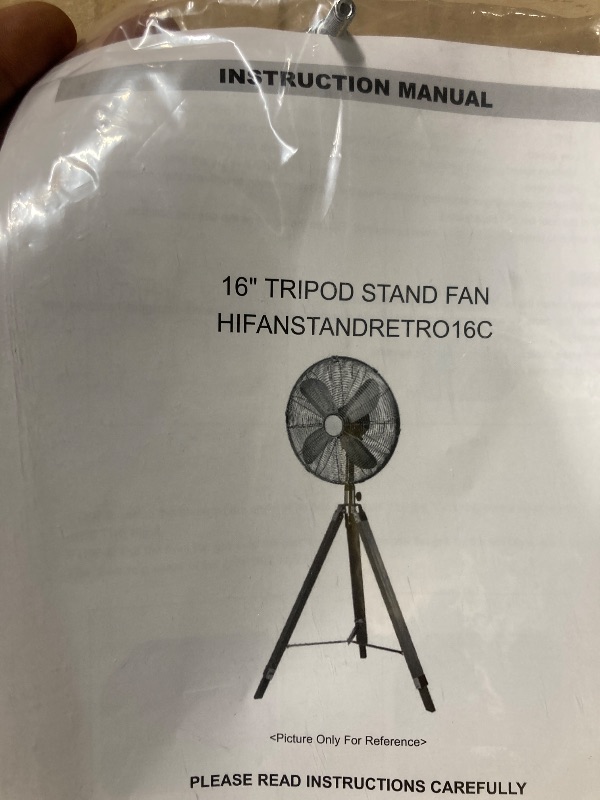 INSTRUCTION MANUAL
16" TRIPOD STAND FAN
HIFANSTANDRETRO16C
<Picture Only For Reference>
PLEASE READ INSTRUCTIONS CAREFULLY